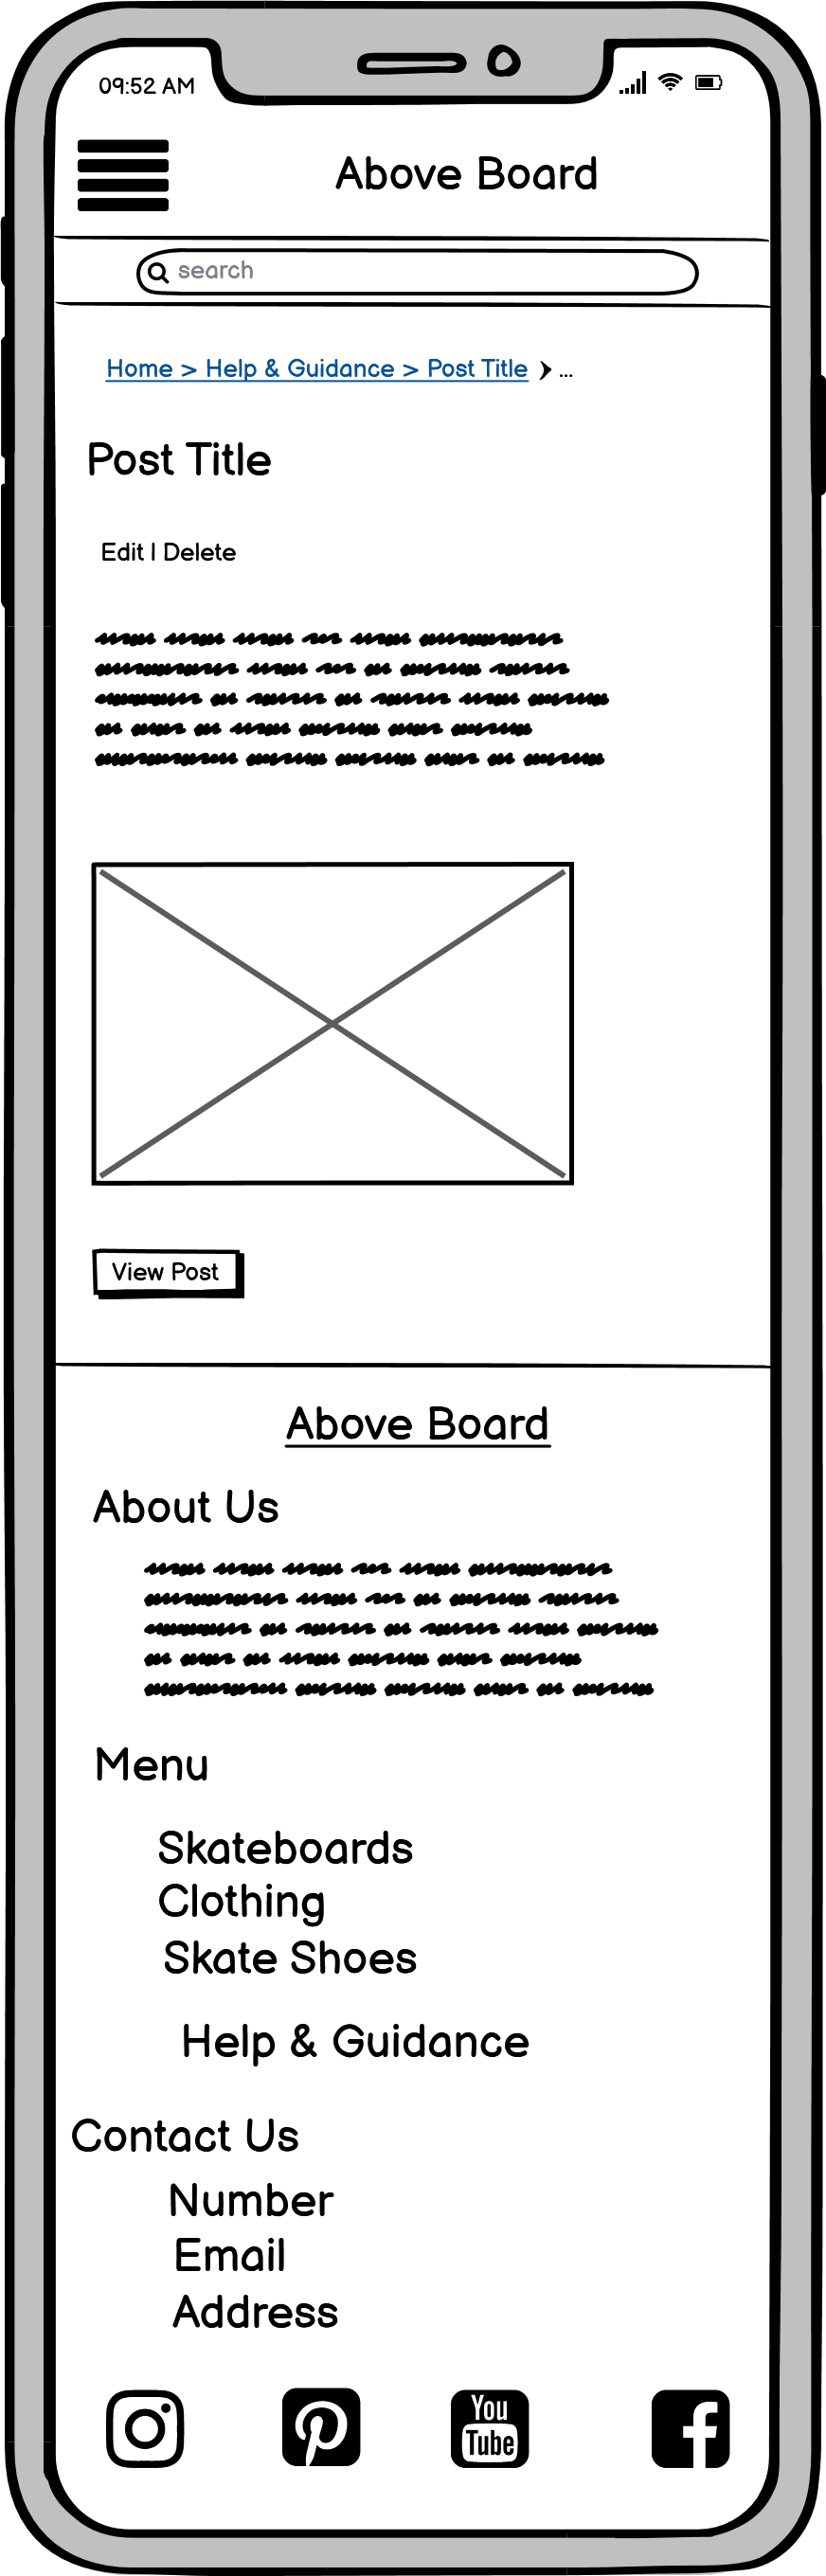 09:52 AM
Above Board
search
Home > Help & Guidance > Post Title > ...
Post Title
Edit | Delete
View Post
Above Board
About Us
Menu
Skateboards
Clothing
Skate Shoes
Help & Guidance
Contact Us
Number
Email
Address
You
Tube